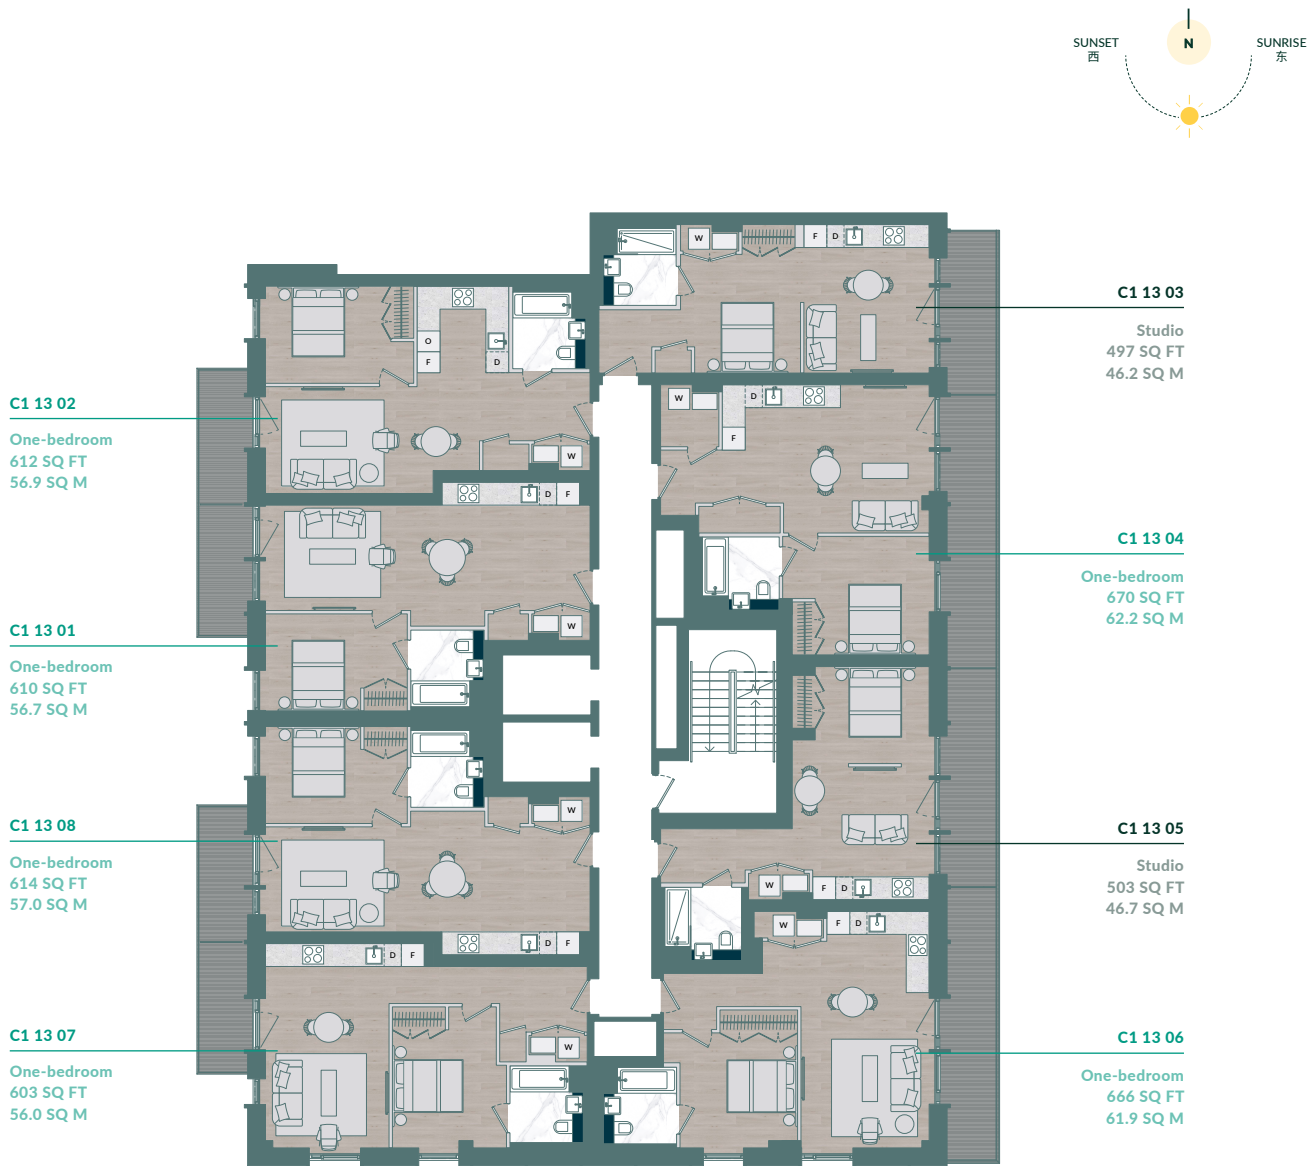 N
SUNSET
西
SUNRISE
东
C1 13 03
Studio
497 SQ FT
46.2 SQ M
C1 13 02
One-bedroom
612 SQ FT
56.9 SQ M
C1 13 04
One-bedroom
670 SQ FT
62.2 SQ M
C1 13 01
One-bedroom
610 SQ FT
56.7 SQ M
C1 13 08
One-bedroom
614 SQ FT
57.0 SQ M
C1 13 05
Studio
503 SQ FT
46.7 SQ M
C1 13 07
One-bedroom
603 SQ FT
56.0 SQ M
C1 13 06
One-bedroom
666 SQ FT
61.9 SQ M
W
F D
O
F
D
W
W
D
F
D F
W
W
D F
W
F D
W
F D
D F
W